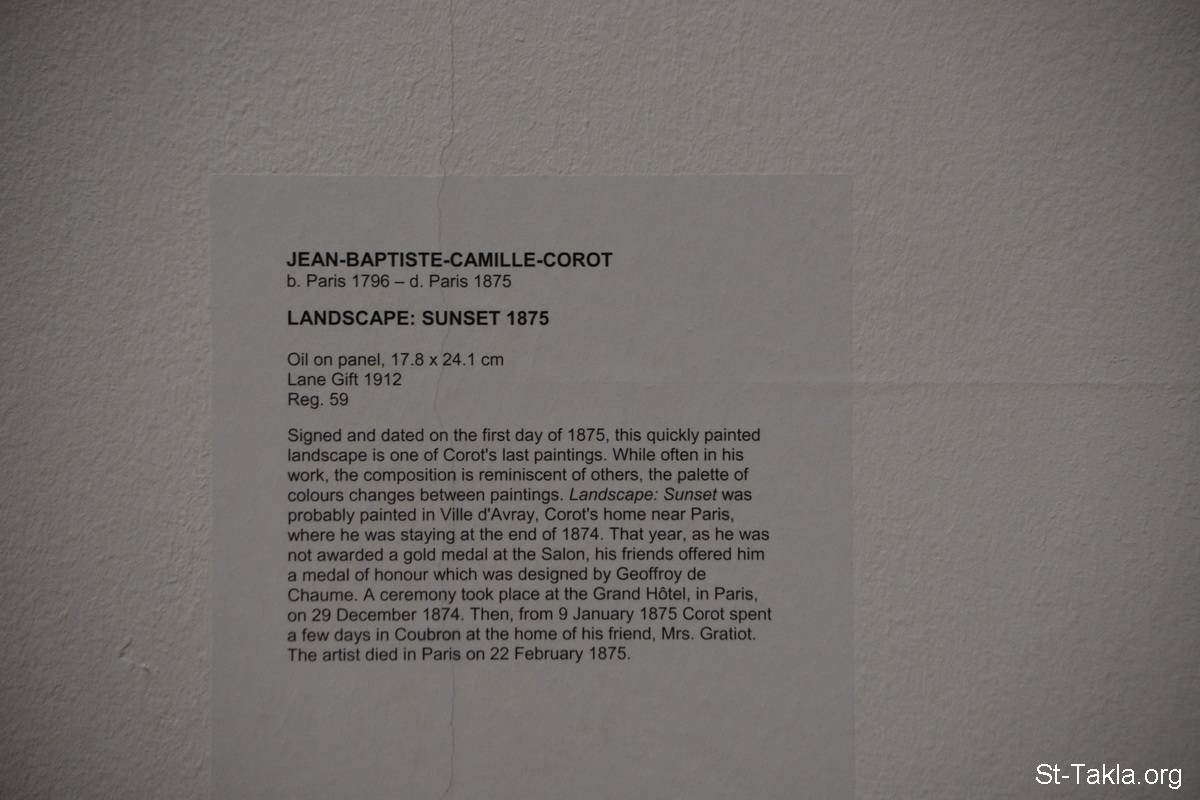 JEAN-BAPTISTE-CAMILLE-COROT
b. Paris 1796 – d. Paris 1875
LANDSCAPE: SUNSET 1875
Oil on panel, 17.8 x 24.1 cm
Lane Gift 1912
Reg. 59
Signed and dated on the first day of 1875, this quickly painted
landscape is one of Corot's last paintings. While often in his
work, the composition is reminiscent of others, the palette of
colours changes between paintings. Landscape: Sunset was
probably painted in Ville d'Avray, Corot's home near Paris,
where he was staying at the end of 1874. That year, as he was
not awarded a gold medal at the Salon, his friends offered him
a medal of honour which was designed by Geoffroy de
Chaume. A ceremony took place at the Grand Hôtel, in Paris,
on 29 December 1874. Then, from 9 January 1875 Corot spent
a few days in Coubron at the home of his friend, Mrs. Gratiot.
The artist died in Paris on 22 February 1875.
St-Takla.org